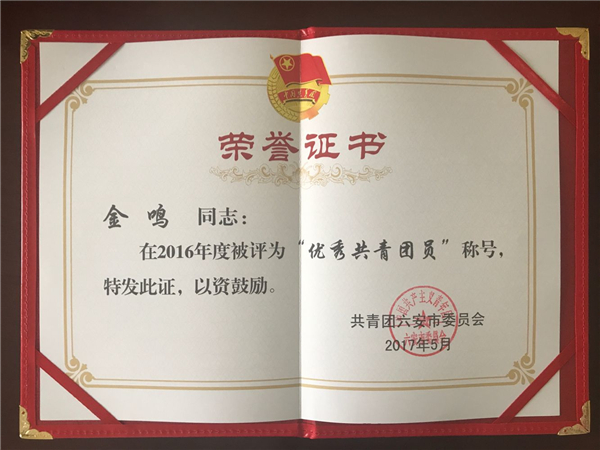 荣誉证书
金鸣 同志：
在2016年度被评为“优秀共青团员”称号，
特发此证，以资鼓励。
共青团六安市委员会
2017年5月